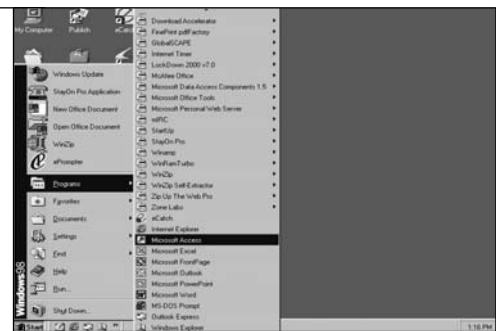 My Computer
Publish
eCatch
Windows Update
StayOn Pro Application
New Office Document
Open Office Document
WinZip
ePrompter
Programs
Favorites
Documents
Settings
Find
Help
Run...
Shut Down...
Windows98
Download Accelerator
FinePrint pdfFactory
GlobalSCAPE
Internet Timer
LockDown 2000 v7.0
McAfee Office
Microsoft Data Access Components 1.5
Microsoft Office Tools
Microsoft Personal Web Server
mIRC
StartUp
StayOn Pro
Winamp
WinRamTurbo
WinZip
WinZip Self-Extractor
Zip Up The Web Pro
Zone Labs
eCatch
Internet Explorer
Microsoft Access
Microsoft Excel
Microsoft FrontPage
Microsoft Outlook
Microsoft PowerPoint
Microsoft Word
MS-DOS Prompt
Outlook Express
Windows Explorer
Start
1:16 PM